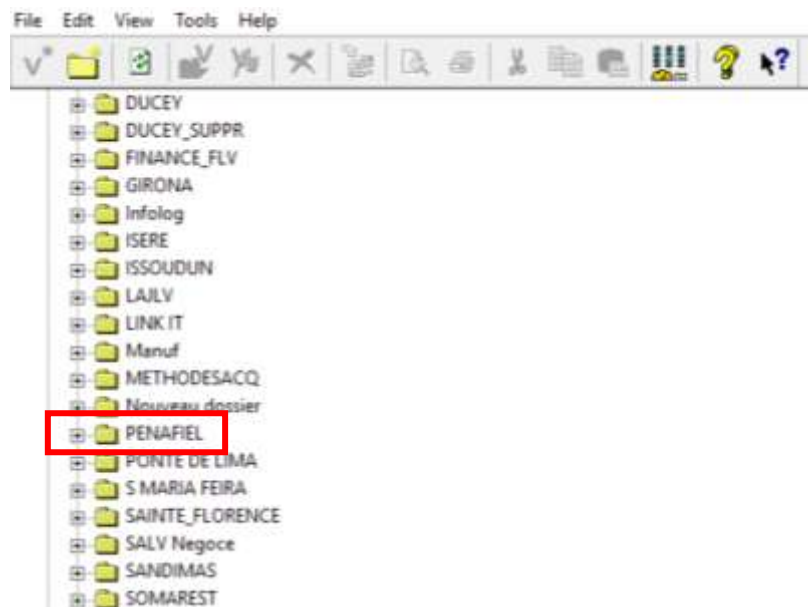 File Edit View Tools Help
DUCEY
DUCEY_SUPPR
FINANCE_FLV
GIRONA
Infolog
ISERE
ISSOUDUN
LAJLV
LINK IT
Manuf
METHODESACQ
Nouveau dossier
PENAFIEL
PONTE DE LIMA
S MARIA FEIRA
SAINTE_FLORENCE
SALV Negoce
SANDIMAS
SOMAREST